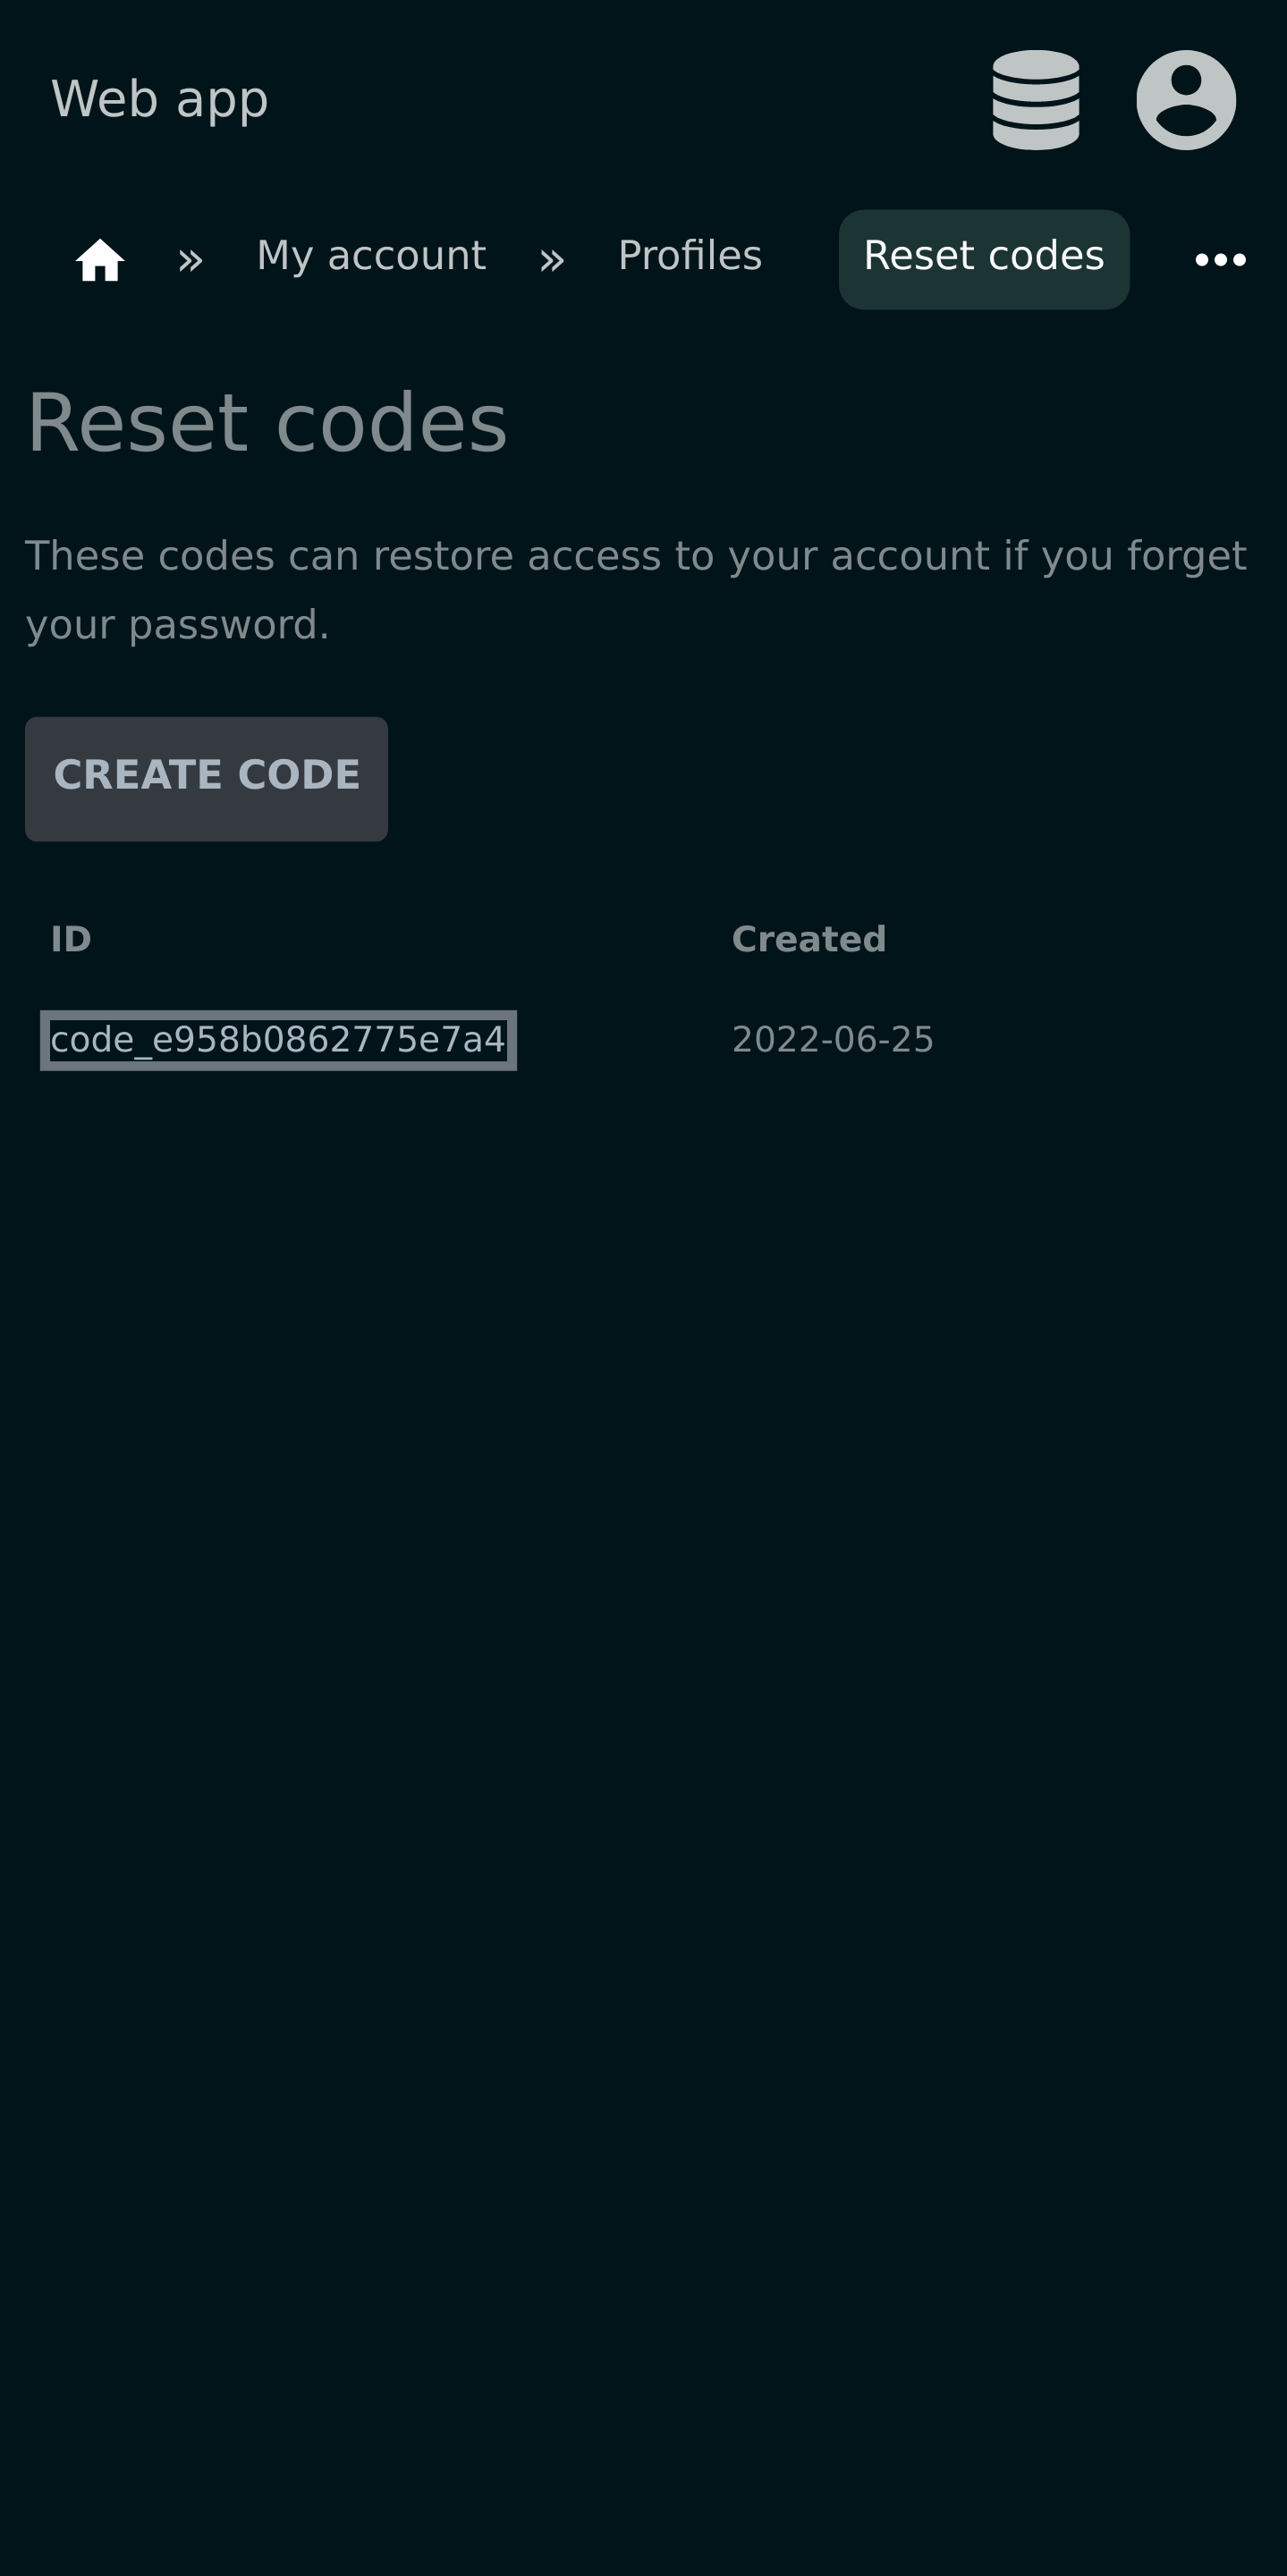 Web app
» My account » Profiles Reset codes
Reset codes
These codes can restore access to your account if you forget
your password.
CREATE CODE
ID Created
code_e958b0862775e7a4 2022-06-25